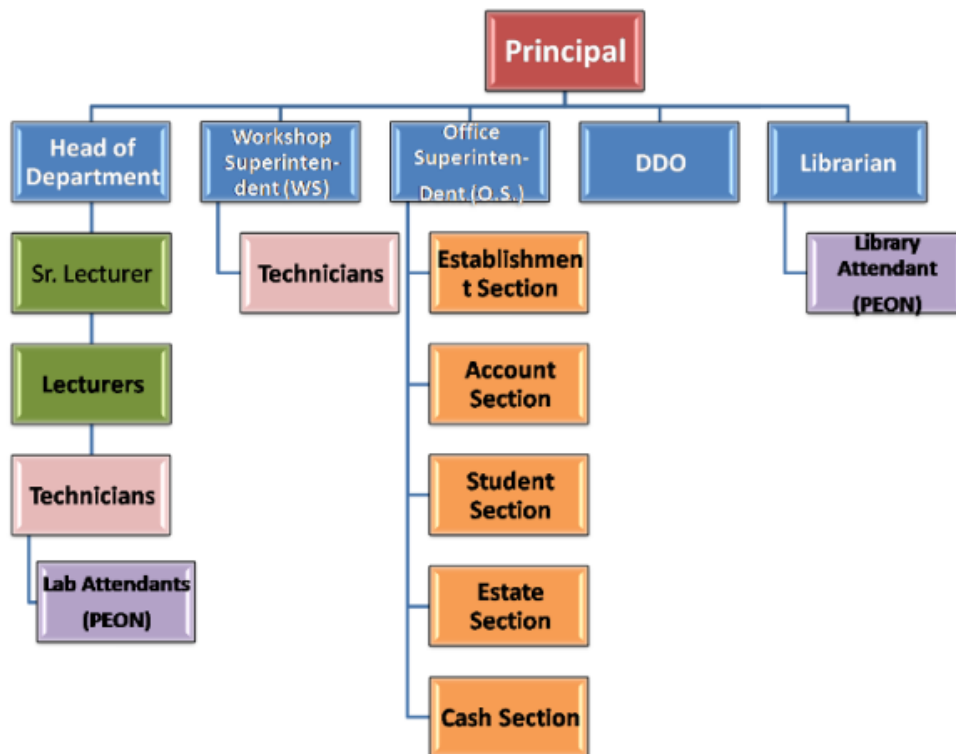 Principal
Head of
Department
Workshop
Superinten-
dent (WS)
Office
Superinten-
Dent (O.S.)
DDO
Librarian
Sr. Lecturer
Lecturers
Technicians
Lab Attendants
(PEON)
Technicians
Establishmen
t Section
Account
Section
Student
Section
Estate
Section
Cash Section
Library
Attendant
(PEON)